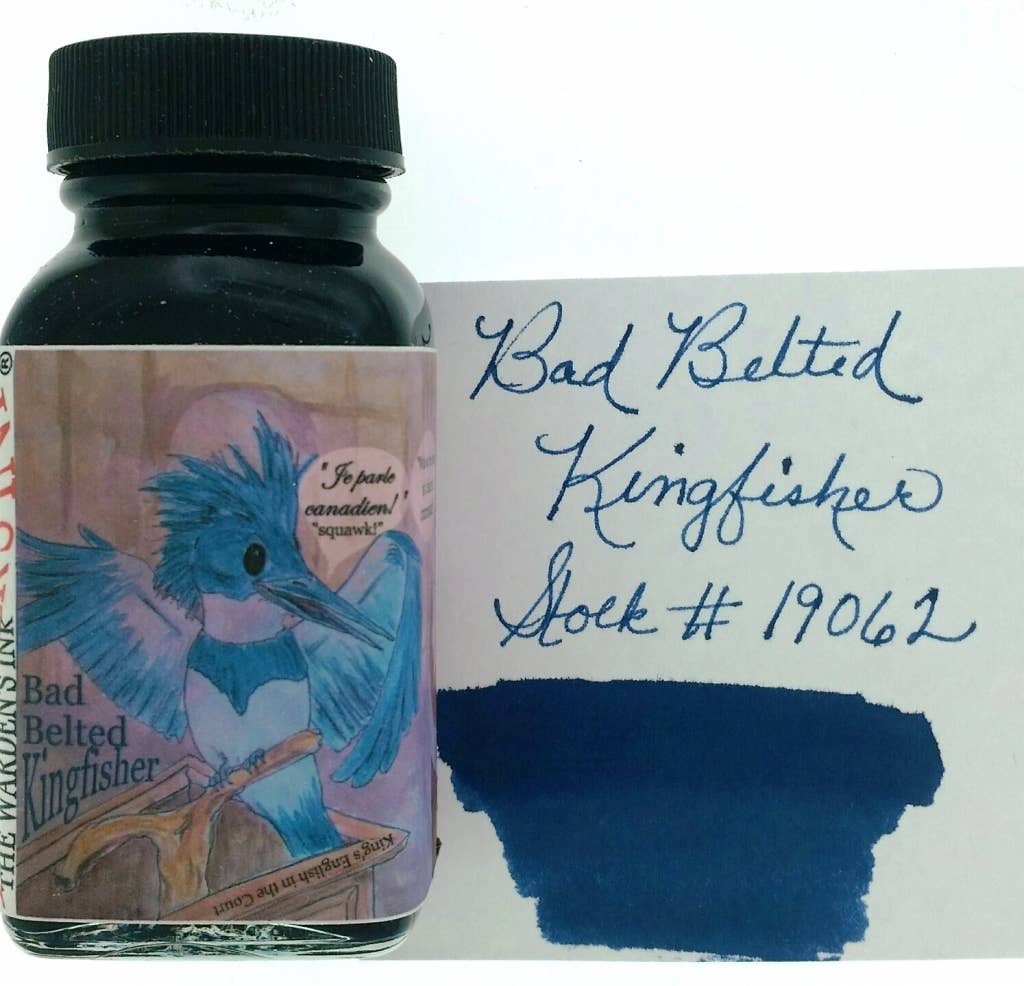 "Je parle
canadien!"
"squawk!"
Bad
Belted
Kingfisher
King's English in the Court
THE WARDEN'S INK
®
Bad Belted
Kingfisher
Stock # 19062